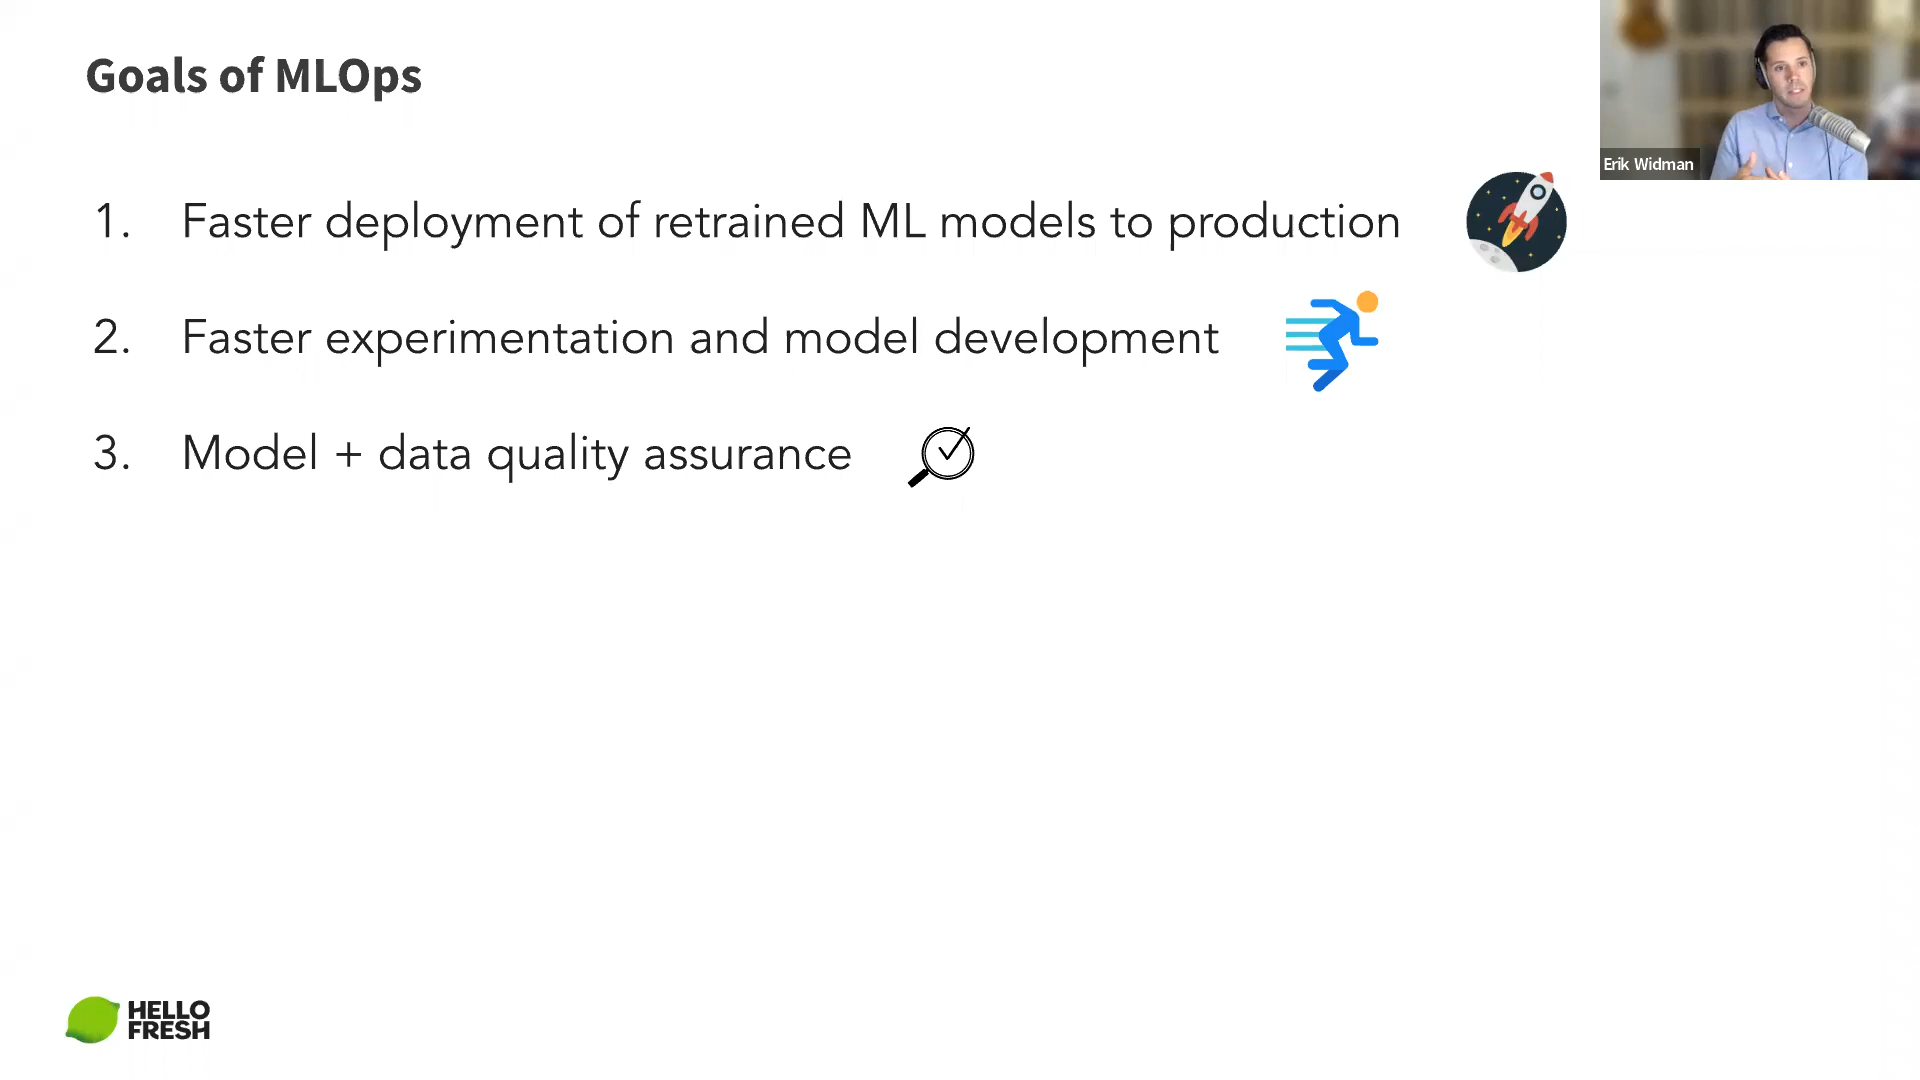 Goals of MLOps
Erik Widman
1. Faster deployment of retrained ML models to production
2. Faster experimentation and model development
3. Model + data quality assurance
HELLO
FRESH